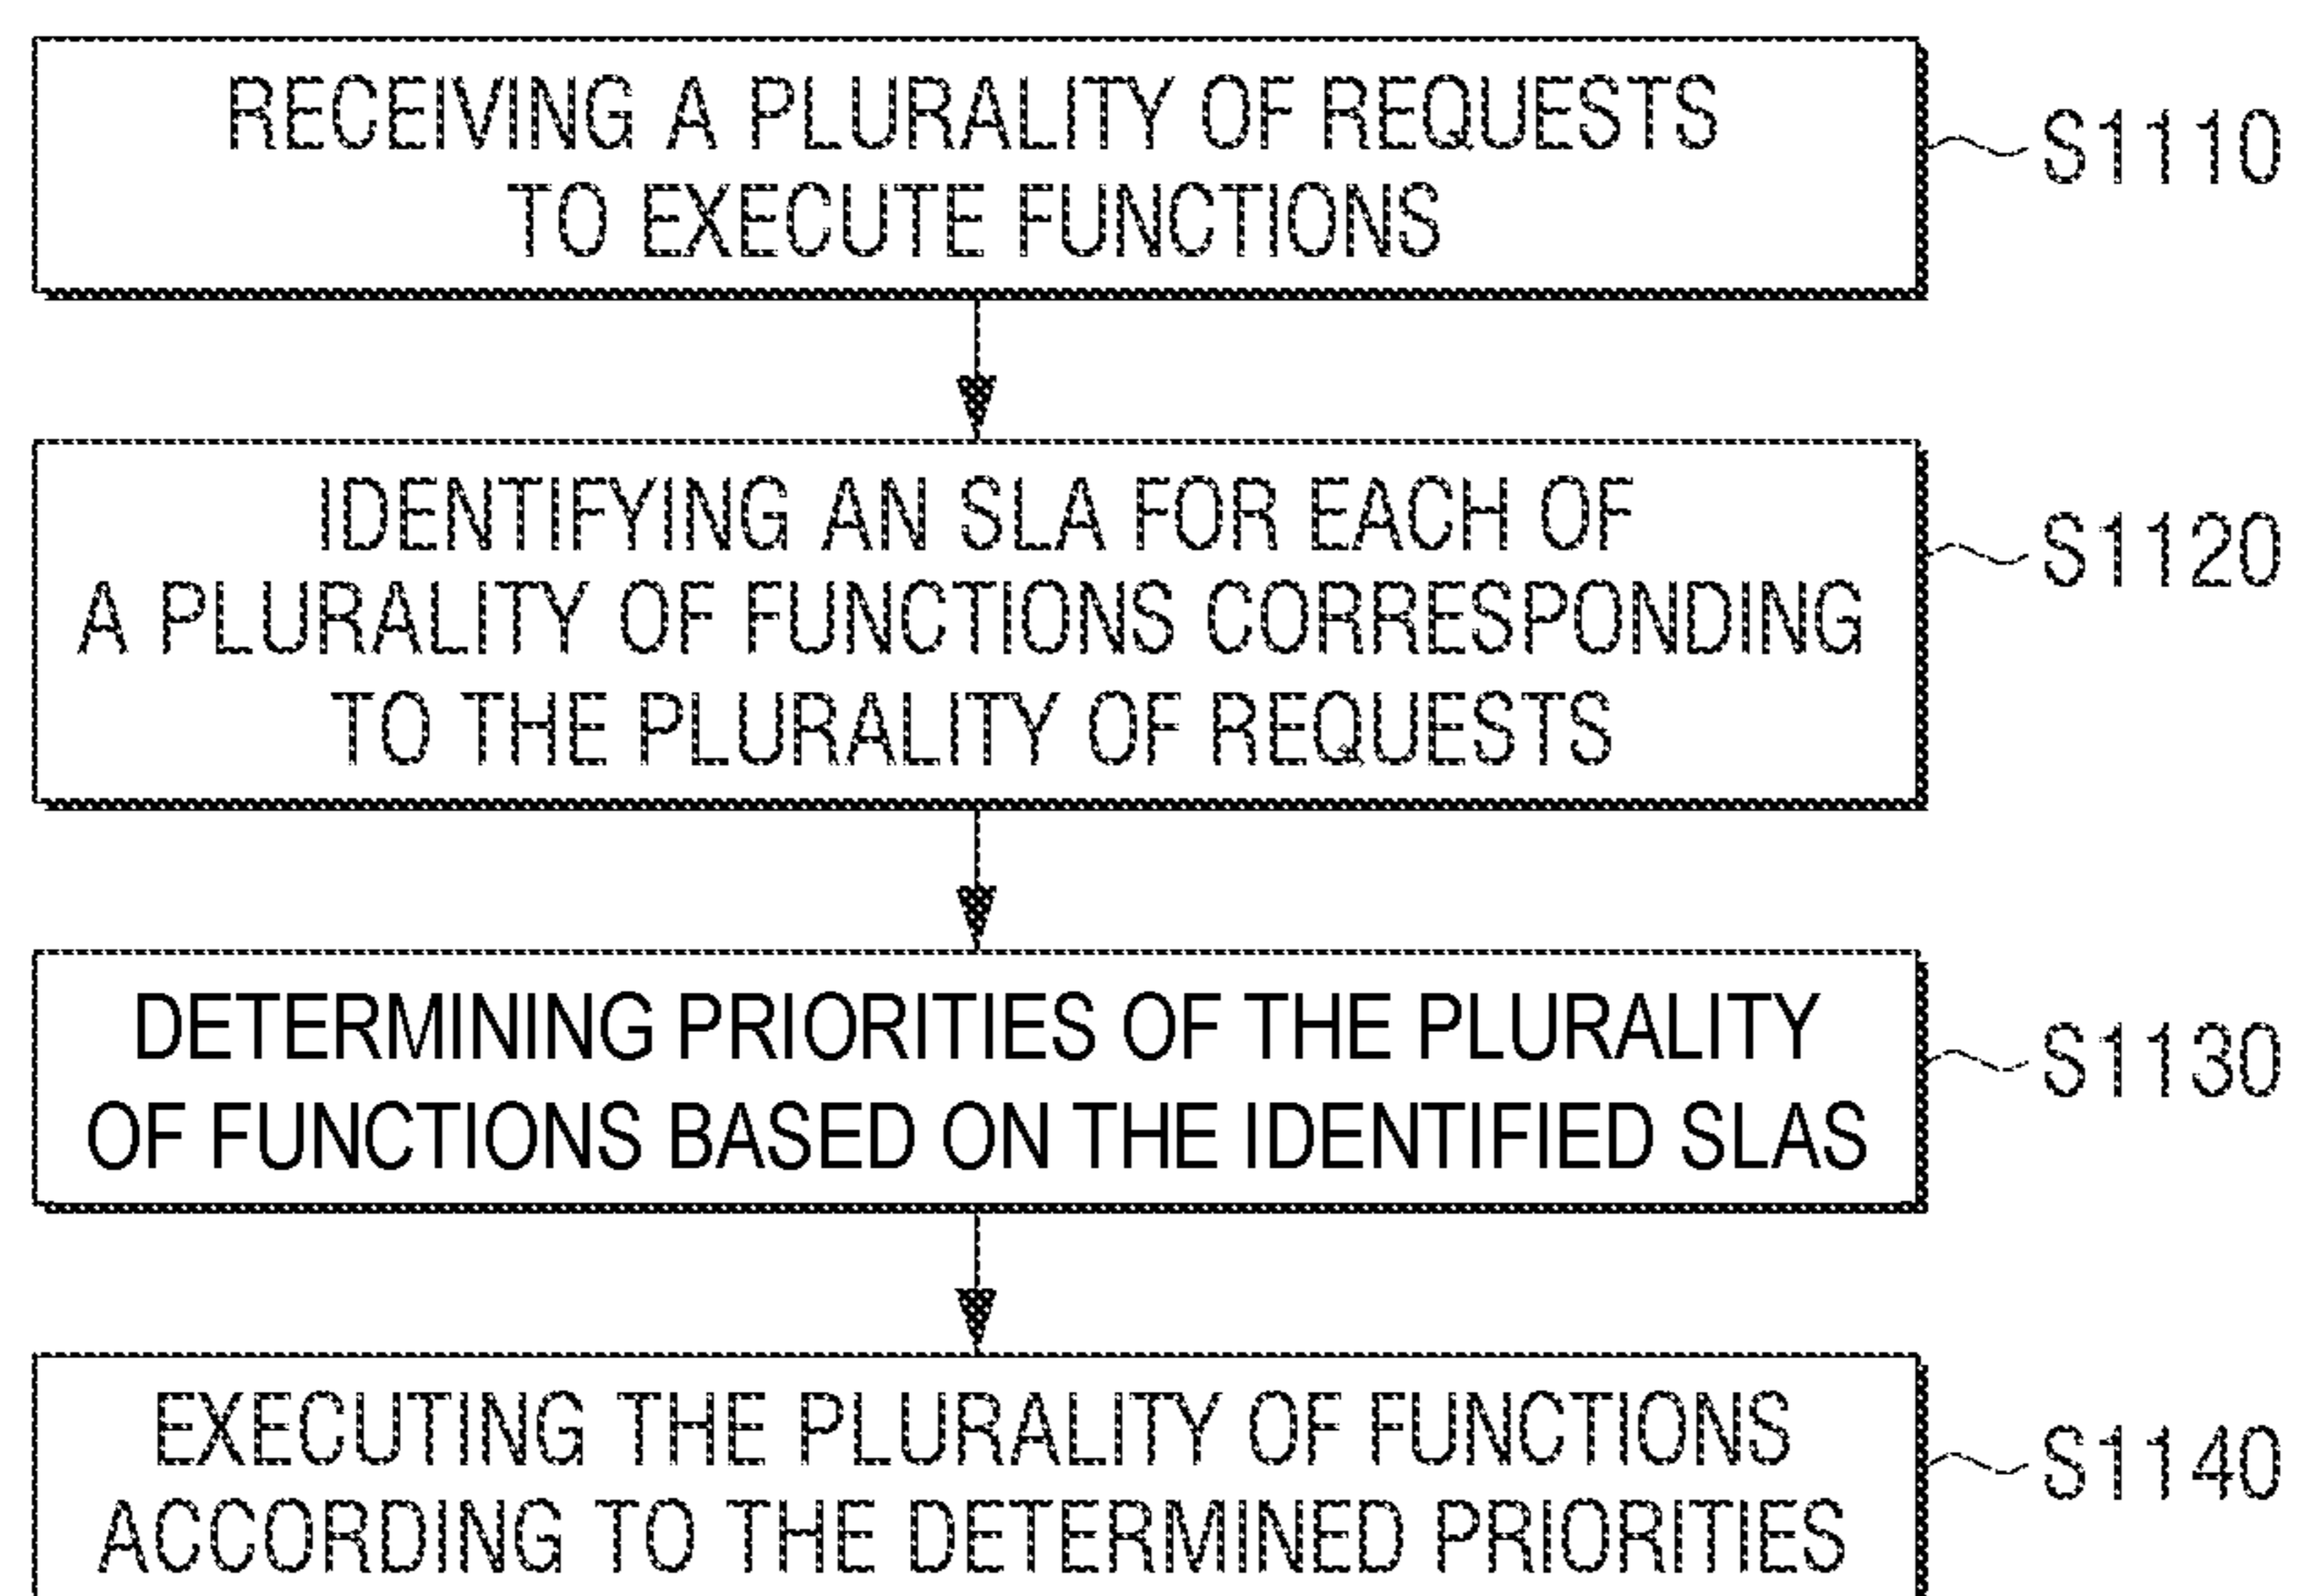 RECEIVING A PLURALITY OF REQUESTS
TO EXECUTE FUNCTIONS
S1110
IDENTIFYING AN SLA FOR EACH OF
A PLURALITY OF FUNCTIONS CORRESPONDING
TO THE PLURALITY OF REQUESTS
S1120
DETERMINING PRIORITIES OF THE PLURALITY
OF FUNCTIONS BASED ON THE IDENTIFIED SLAS
S1130
EXECUTING THE PLURALITY OF FUNCTIONS
ACCORDING TO THE DETERMINED PRIORITIES
S1140